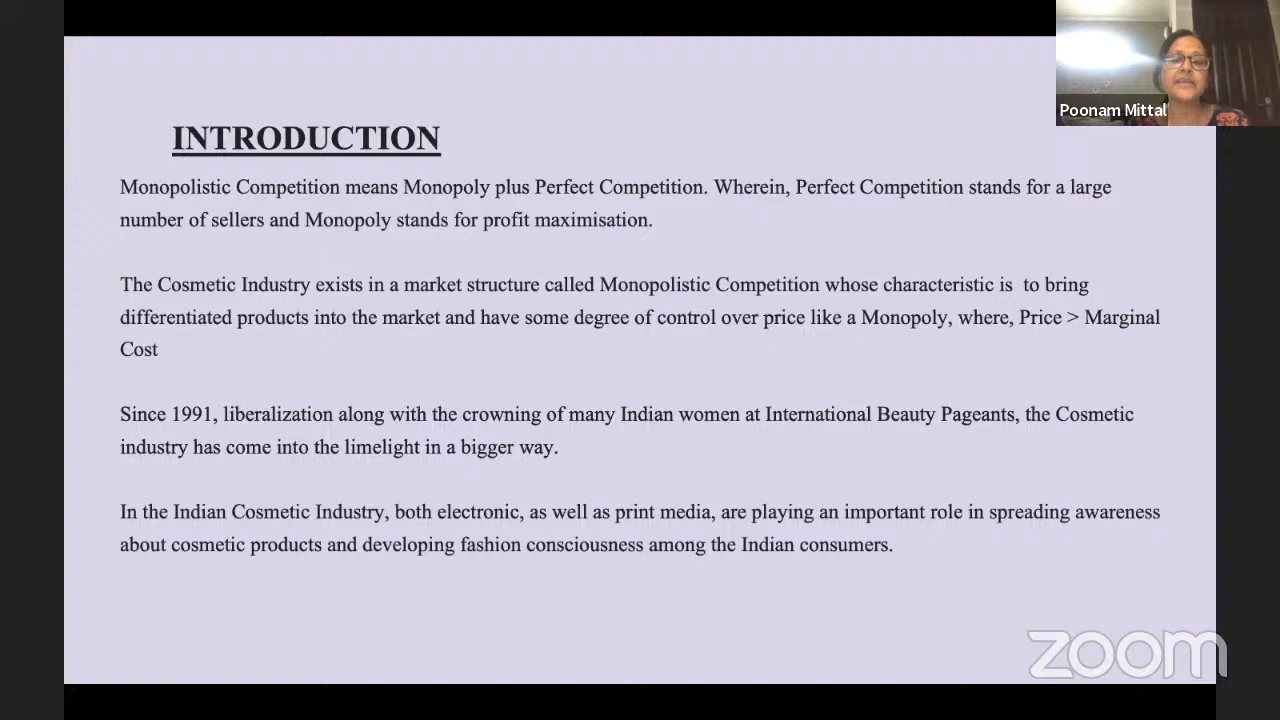 Poonam Mittal
INTRODUCTION
Monopolistic Competition means Monopoly plus Perfect Competition. Wherein, Perfect Competition stands for a large
number of sellers and Monopoly stands for profit maximisation.
The Cosmetic Industry exists in a market structure called Monopolistic Competition whose characteristic is  to bring
differentiated products into the market and have some degree of control over price like a Monopoly, where, Price > Marginal
Cost
Since 1991, liberalization along with the crowning of many Indian women at International Beauty Pageants, the Cosmetic
industry has come into the limelight in a bigger way.
In the Indian Cosmetic Industry, both electronic, as well as print media, are playing an important role in spreading awareness
about cosmetic products and developing fashion consciousness among the Indian consumers.
zoom